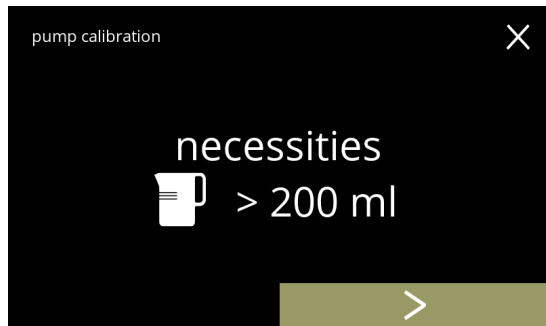 pump calibration
necessities
> 200 ml